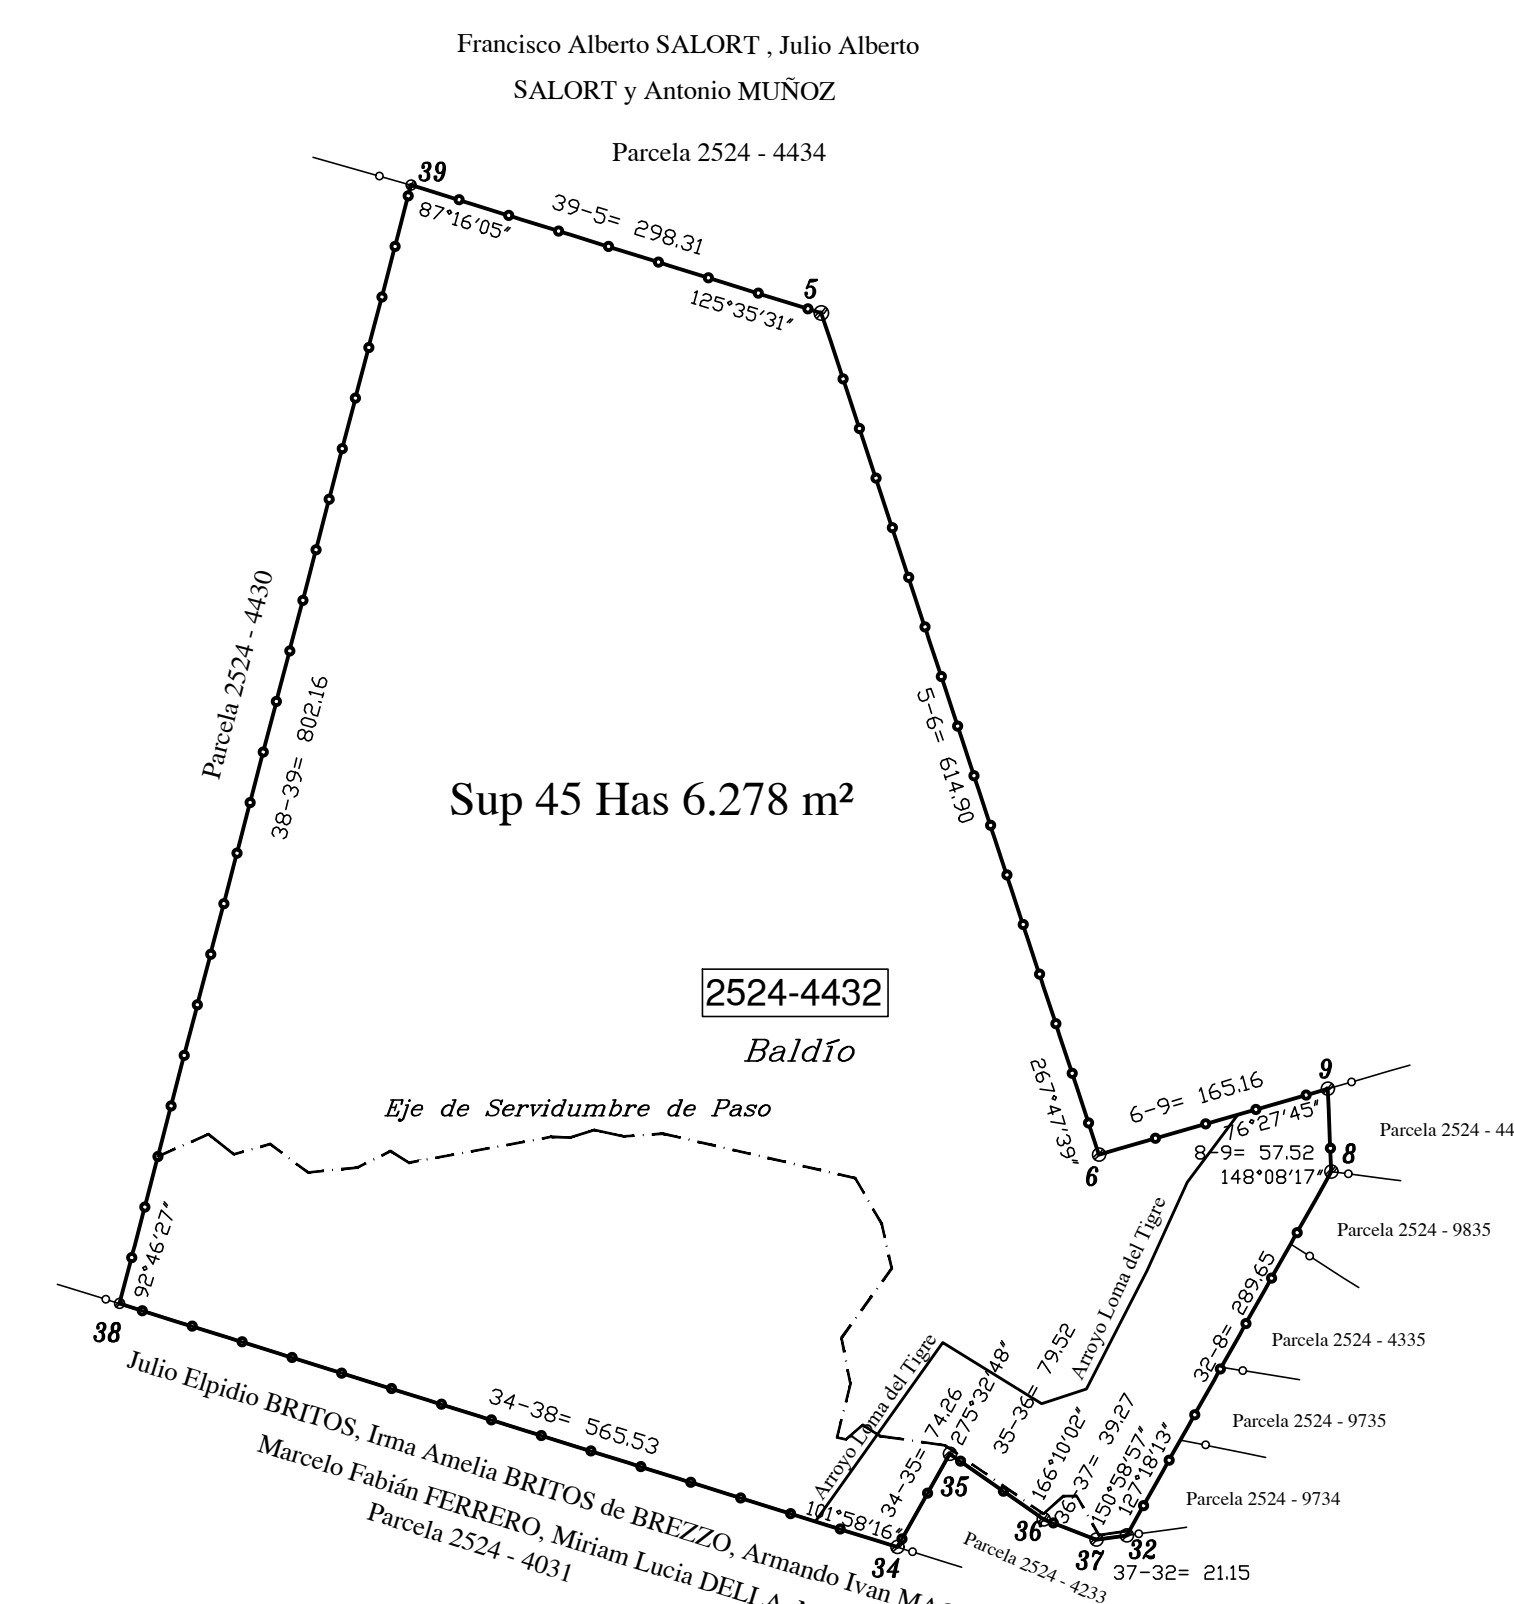 Francisco Alberto SALORT , Julio Alberto
SALORT y Antonio MUÑOZ
Parcela 2524 - 4434
39
39-5= 298.31
87°16'05"
5
125°35'31"
Parcela 2524 - 4430
38-39= 802.16
5-6= 614.90
Sup 45 Has 6.278 m²
2524-4432
Baldío
Eje de Servidumbre de Paso
267°47'39"
6
6-9= 165.16
9
76°27'45"
8-9= 57.52
8
148°08'17"
Parcela 2524 - 44
Parcela 2524 - 9835
Arroyo Loma del Tigre
32-8= 289.65
Parcela 2524 - 4335
92°46'27"
38
34-38= 565.53
Arroyo Loma del Tigre
34-35= 74.26
275°32'48"
35-36= 79.52
35
166°10'02"
36-37= 39.27
150°58'57"
127°18'13"
Parcela 2524 - 9735
Parcela 2524 - 9734
101°58'16"
34
36
37
32
37-32= 21.15
Parcela 2524 - 4233
Julio Elpidio BRITOS, Irma Amelia BRITOS de BREZZO, Armando Ivan
Marcelo Fabián FERRERO, Miriam Lucia
Parcela 2524 - 4031